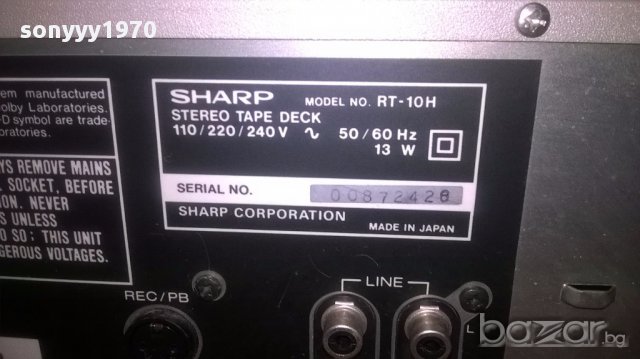 sonyyy1970
em manufactured
olby Laboratories.
-D symbol are trade-
oratories.
YS REMOVE MAINS
L SOCKET, BEFORE
ION. NEVER
S UNLESS
O SO; THIS UNIT
GEROUS VOLTAGES.
SHARP MODEL NO. RT-10H
STEREO TAPE DECK
110/220/240V ~ 50/60 Hz
13 W
SERIAL NO. 00872428
SHARP CORPORATION MADE IN JAPAN
REC/PB
LINE
L
bazar.bg